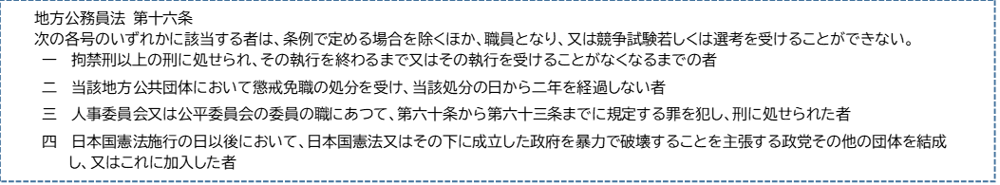 地方公務員法 第十六条
次の各号のいずれかに該当する者は、条例で定める場合を除くほか、職員となり、又は競争試験若しくは選考を受けることができない。
一 拘禁刑以上の刑に処せられ、その執行を終わるまで又はその執行を受けることがなくなるまでの者
二 当該地方公共団体において懲戒免職の処分を受け、当該処分の日から二年を経過しない者
三 人事委員会又は公平委員会の委員の職にあつて、第六十条から第六十三条までに規定する罪を犯し、刑に処せられた者
四 日本国憲法施行の日以後において、日本国憲法又はその下に成立した政府を暴力で破壊することを主張する政党その他の団体を結成
し、又はこれに加入した者